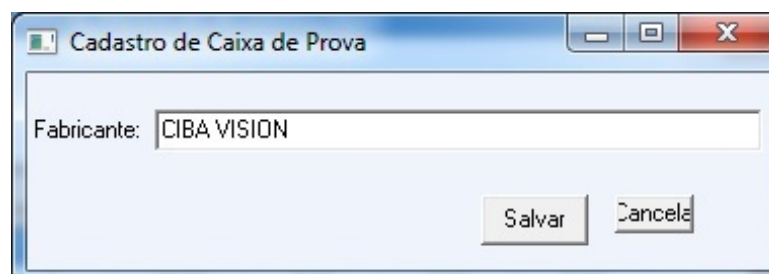 Cadastro de Caixa de Prova
Fabricante: CIBA VISION
Salvar Cancela